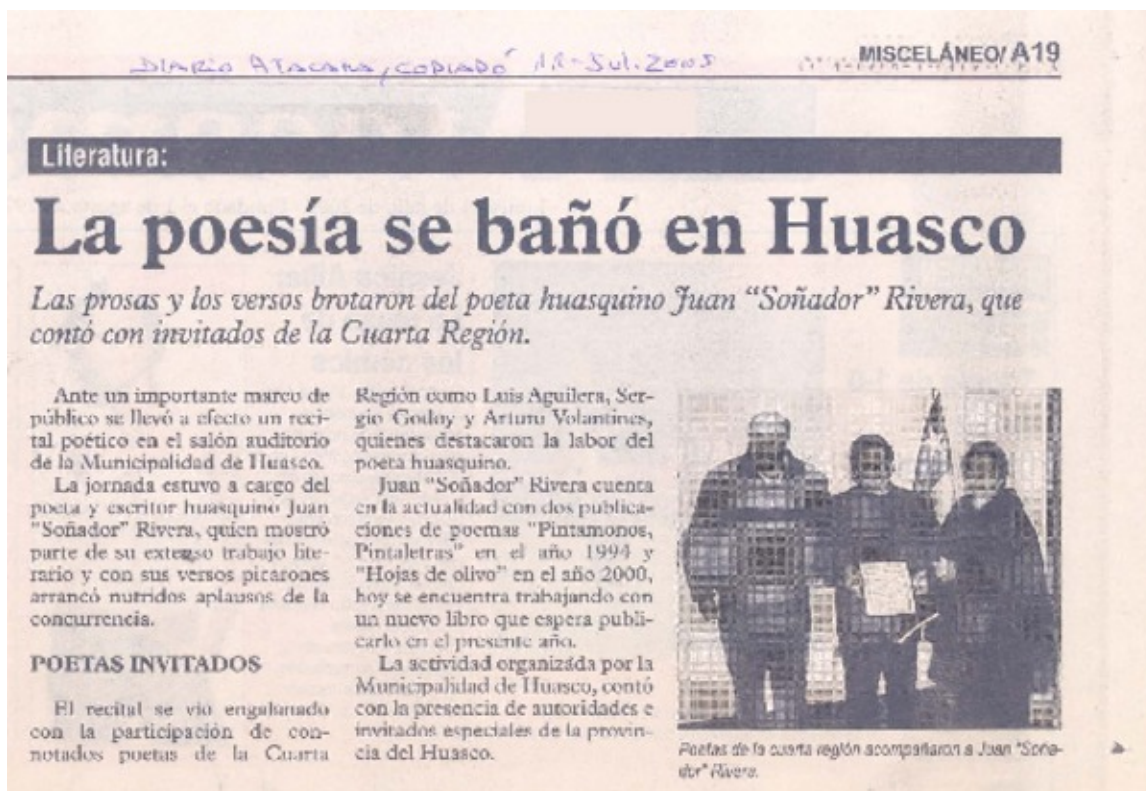 DIARIO ATACAMA, COPIAPÓ 12-Jul.2005
MISCELÁNEO/ A19
Literatura:
La poesía se bañó en Huasco
Las prosas y los versos brotaron del poeta huasquino Juan "Soñador" Rivera, que
contó con invitados de la Cuarta Región.
Ante un importante marco de
público se llevó a efecto un reci-
tal poético en el salón auditorio
de la Municipalidad de Huasco.
La jornada estuvo a cargo del
poeta y escritor huasquino Juan
"Soñador" Rivera, quien mostró
parte de su extenso trabajo lite-
rario y con sus versos picarones
arrancó nutridos aplausos de la
concurrencia.
POETAS INVITADOS
El recital se vio engalanado
con la participación de con-
notados poetas de la Cuarta
Región como Luis Aguilera, Ser-
gio Godoy y Arturo Volantines,
quienes destacaron la labor del
poeta huasquino.
Juan "Soñador" Rivera cuenta
en la actualidad con dos publica-
ciones de poemas "Pintamonos,
Pintaletras" en el año 1994 y
"Hojas de olivo" en el año 2000,
hoy se encuentra trabajando con
un nuevo libro que espera publi-
carlo en el presente año.
La actividad organizada por la
Municipalidad de Huasco, contó
con la presencia de autoridades e
invitados especiales de la provin-
cia del Huasco.
Poetas de la cuarta región acompañaron a Juan "Soña-
dor" Rivera.